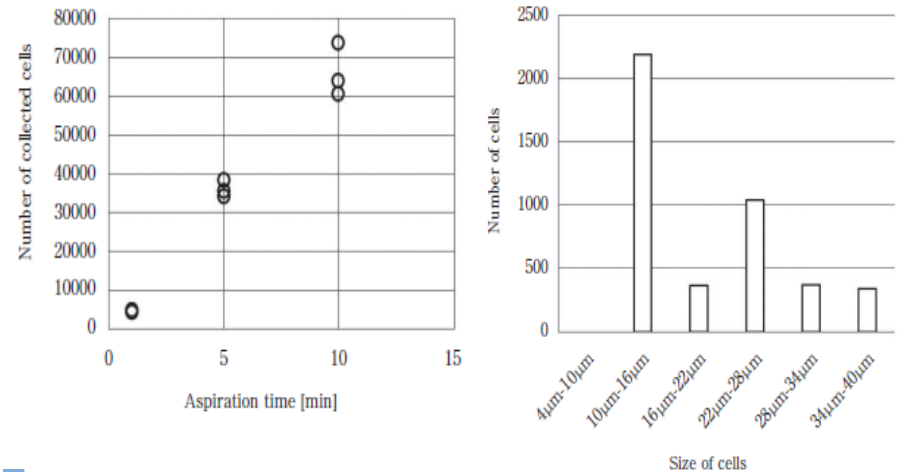 Number of collected cells
80000
70000
60000
50000
40000
30000
20000
10000
0
0 5 10 15
Aspiration time [min]
Number of cells
2500
2000
1500
1000
500
0
4μm-10μm
10μm-16μm
16μm-22μm
22μm-28μm
28μm-34μm
34μm-40μm
Size of cells